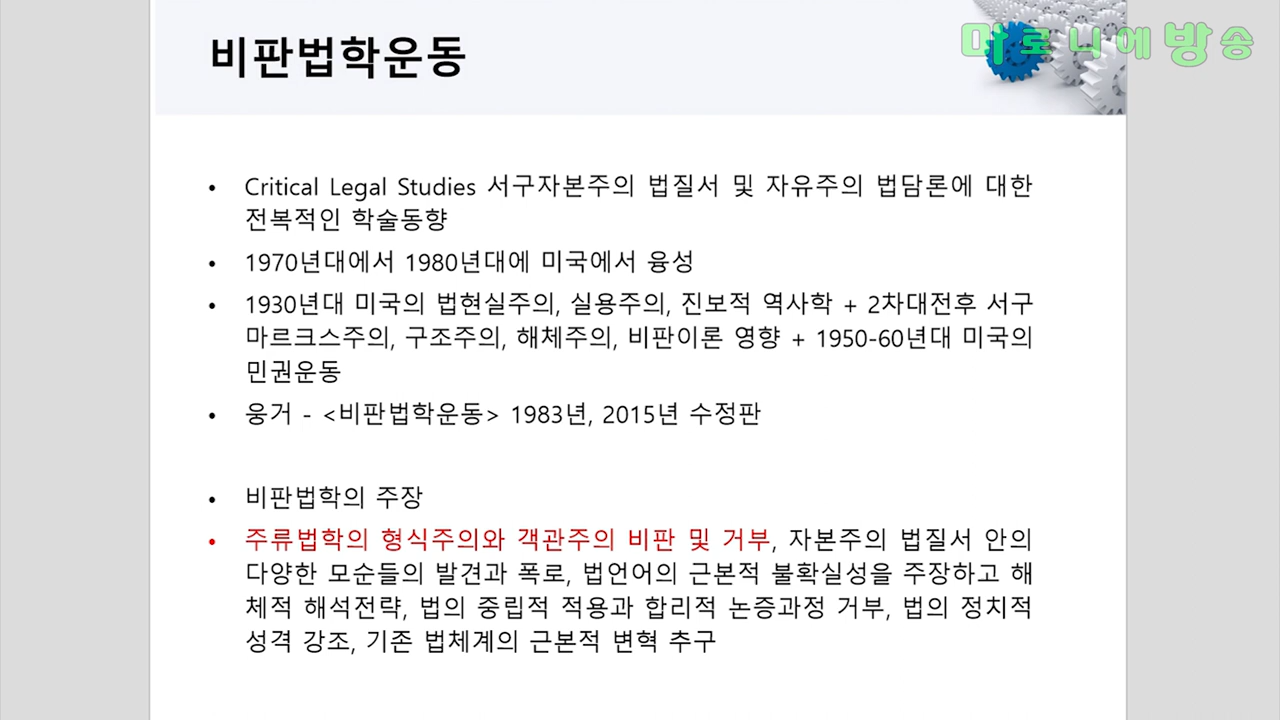 비판법학운동
마로니에방송
• Critical Legal Studies 서구자본주의 법질서 및 자유주의 법담론에 대한
전복적인 학술동향
• 1970년대에서 1980년대에 미국에서 융성
• 1930년대 미국의 법현실주의, 실용주의, 진보적 역사학 + 2차대전후 서구
마르크스주의, 구조주의, 해체주의, 비판이론 영향 + 1950-60년대 미국의
민권운동
• 웅거 - <비판법학운동> 1983년, 2015년 수정판
• 비판법학의 주장
• 주류법학의 형식주의와 객관주의 비판 및 거부, 자본주의 법질서 안의
다양한 모순들의 발견과 폭로, 법언어의 근본적 불확실성을 주장하고 해
체적 해석전략, 법의 중립적 적용과 합리적 논증과정 거부, 법의 정치적
성격 강조, 기존 법체계의 근본적 변혁 추구